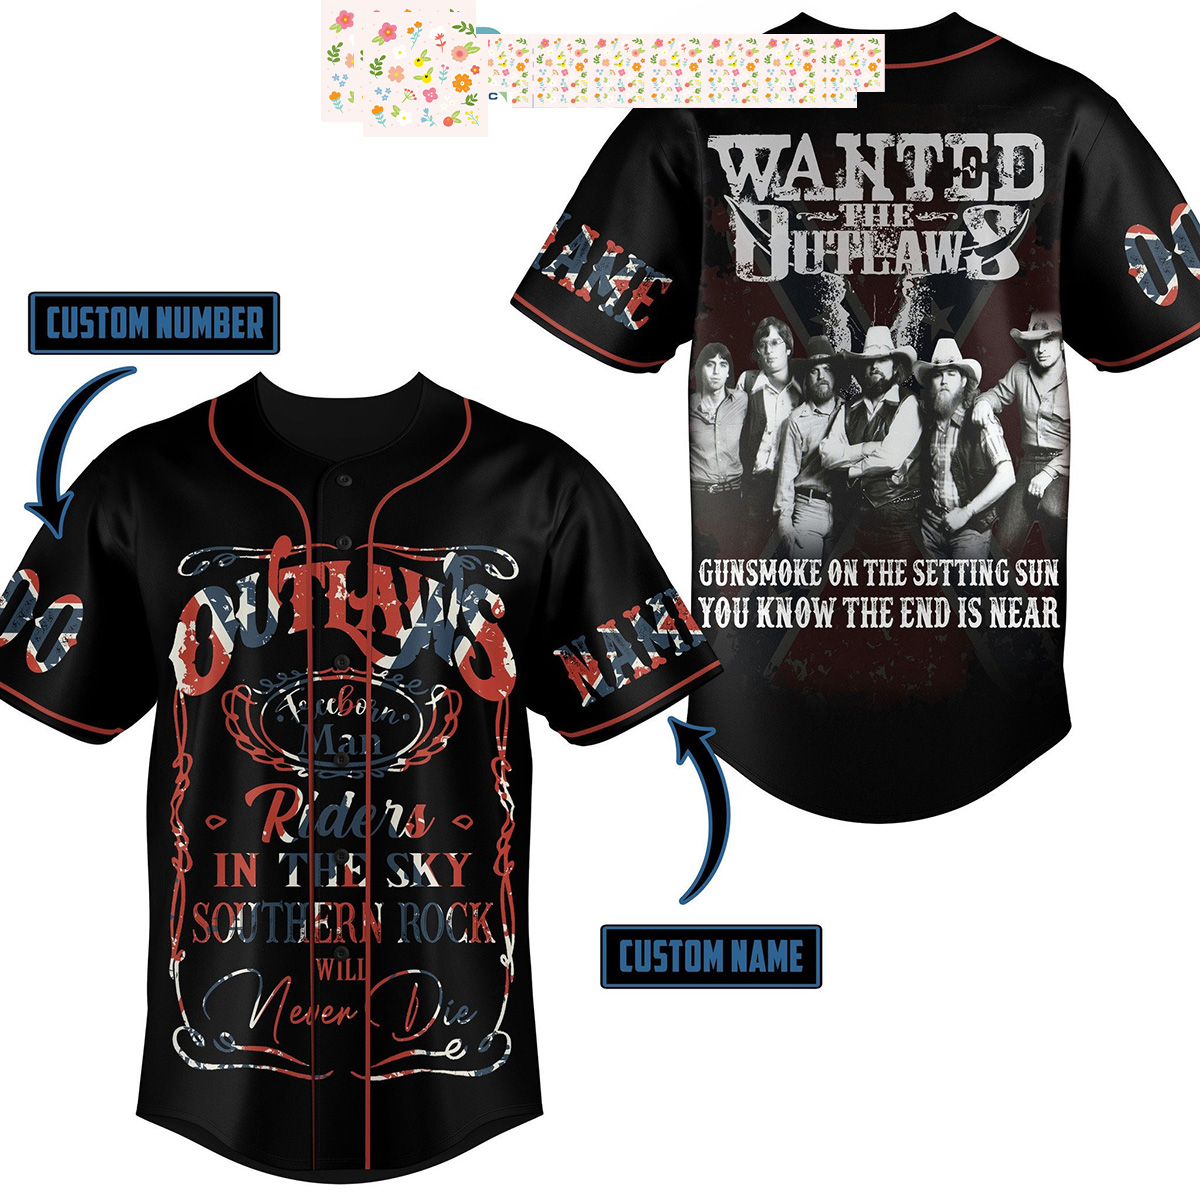 WANTED
THE
OUTLAWS
NAME
00
CUSTOM NUMBER
GUNSMOKE ON THE SETTING SUN
YOU KNOW THE END IS NEAR
00
NAME
OUTLAWS
Freeborn
Man
Riders
IN THE SKY
SOUTHERN ROCK
WILL
Never Die
CUSTOM NAME